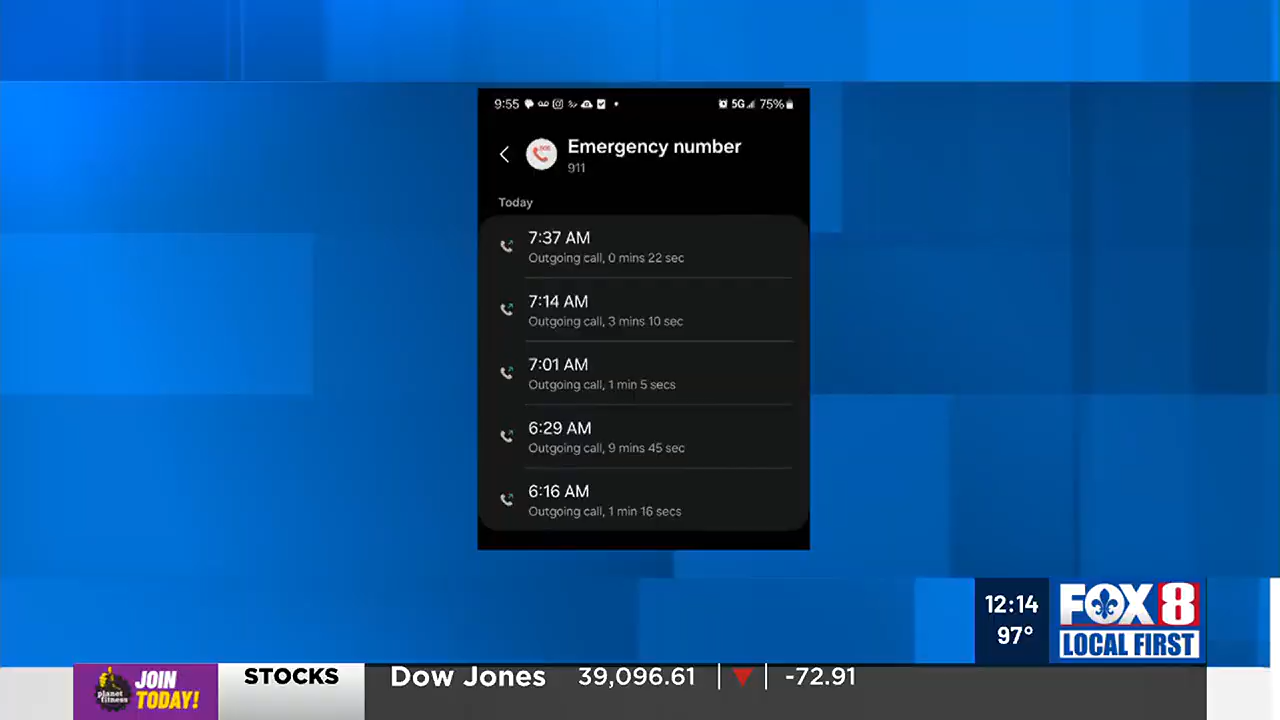 9:55
5G 75%
Emergency number
911
Today
7:37 AM
Outgoing call, 0 mins 22 sec
7:14 AM
Outgoing call, 3 mins 10 sec
7:01 AM
Outgoing call, 1 min 5 secs
6:29 AM
Outgoing call, 9 mins 45 sec
6:16 AM
Outgoing call, 1 min 16 secs
12:14
97°
FOX 8
LOCAL FIRST
planet fitness
JOIN TODAY!
STOCKS
Dow Jones 39,096.61 -72.91